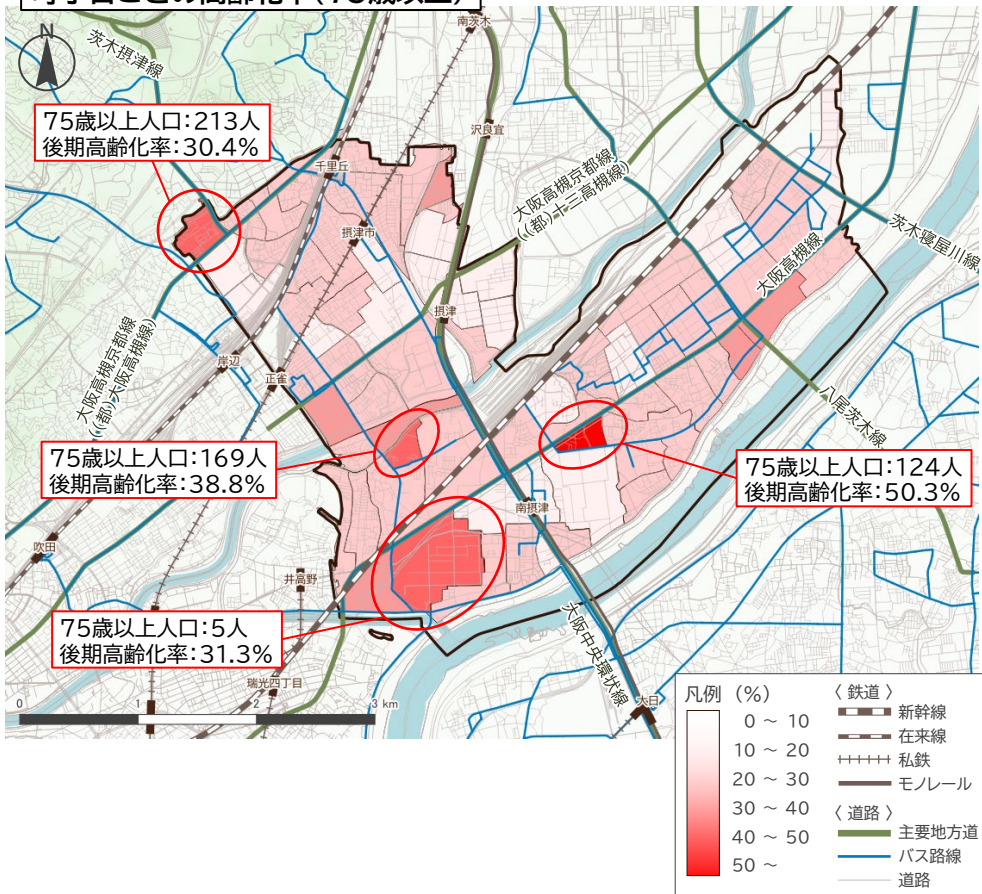 町丁目ごとの高齢化率(75歳以上)
N
南茨木
茨木摂津線
沢良宜
75歳以上人口:213人
後期高齢化率:30.4%
千里丘
大阪高槻京都線
((都)十三高槻線)
摂津市
茨木寝屋川線
大阪高槻線
摂津
大阪高槻京都線
((都)大阪高槻線)
岸辺
正雀
八尾茨木線
75歳以上人口:169人
後期高齢化率:38.8%
75歳以上人口:124人
後期高齢化率:50.3%
南摂津
吹田
井高野
大阪中央環状線
75歳以上人口:5人
後期高齢化率:31.3%
瑞光四丁目
大日
0 1 2 3 km
凡例 (%)
0 ~ 10
10 ~ 20
20 ~ 30
30 ~ 40
40 ~ 50
50 ~
〈 鉄道 〉
新幹線
在来線
私鉄
モノレール
〈 道路 〉
主要地方道
バス路線
道路